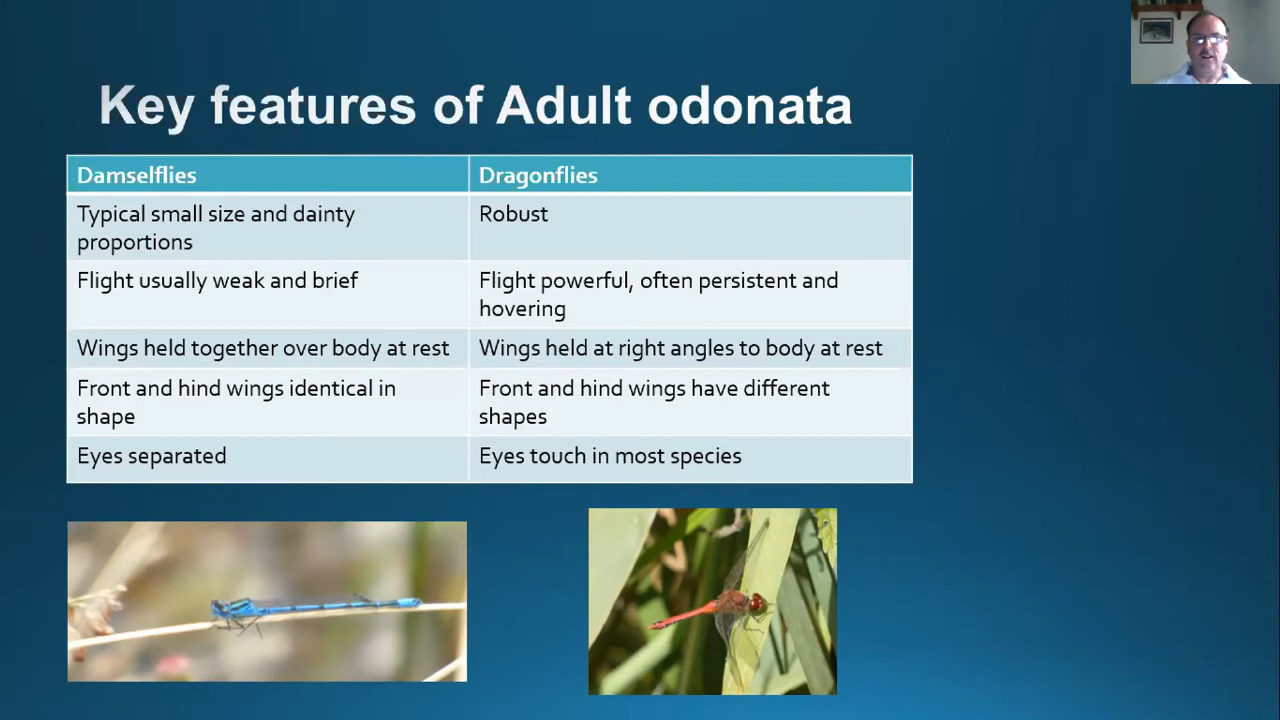 Key features of Adult odonata
Damselflies
Dragonflies
Typical small size and dainty
proportions
Robust
Flight usually weak and brief
Flight powerful, often persistent and
hovering
Wings held together over body at rest
Wings held at right angles to body at rest
Front and hind wings identical in
shape
Front and hind wings have different
shapes
Eyes separated
Eyes touch in most species